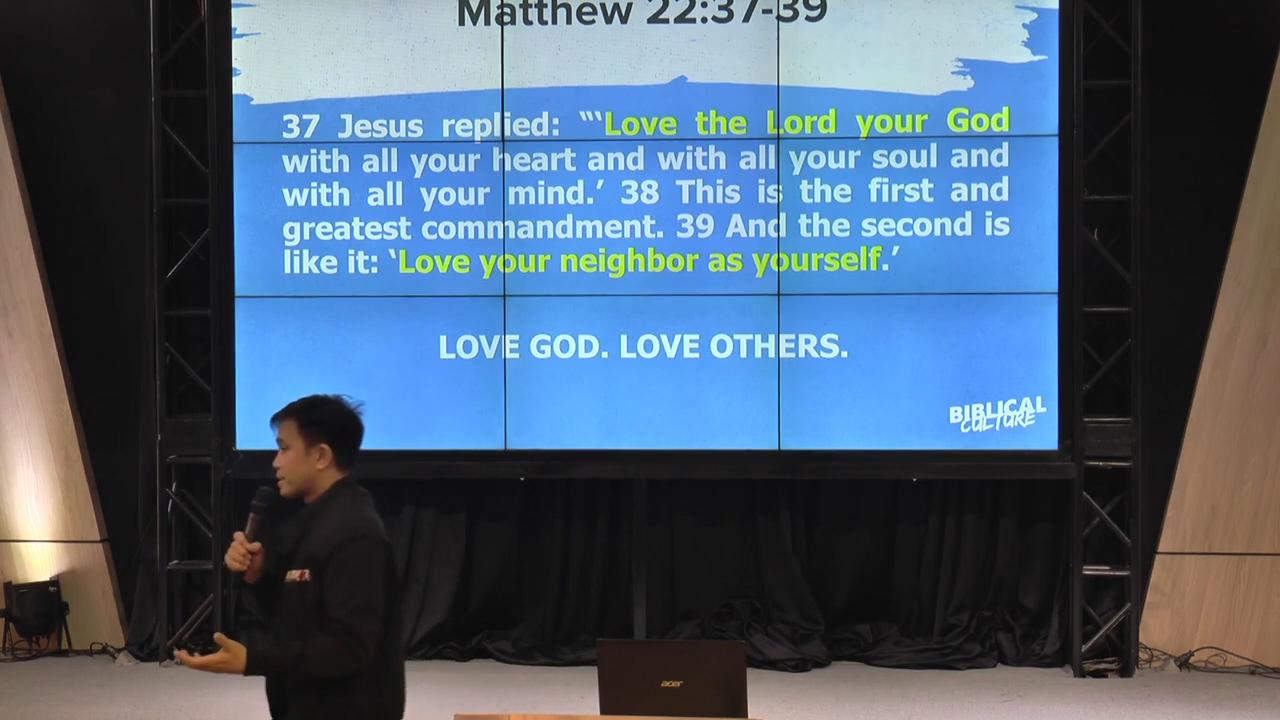 Matthew 22:37-39
37 Jesus replied: "'Love the Lord your God
with all your heart and with all your soul and
with all your mind.' 38 This is the first and
greatest commandment. 39 And the second is
like it: 'Love your neighbor as yourself.'
LOVE GOD. LOVE OTHERS.
BIBLICAL
CULTURE
acer